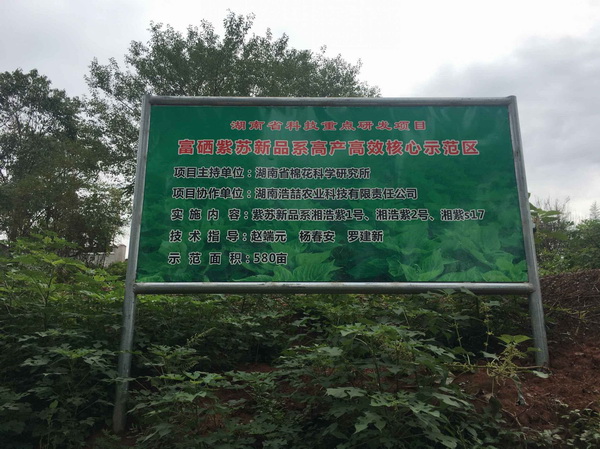 湖南省科技重点研发项目
富硒紫苏新品系高产高效核心示范区
项目主持单位:湖南省棉花科学研究所
项目协作单位:湖南浩喆农业科技有限责任公司
实施内容:紫苏新品系湘浩紫1号、湘浩紫2号、湘紫s17
技术指导:赵端元 杨春安 罗建新
示范面积:580亩